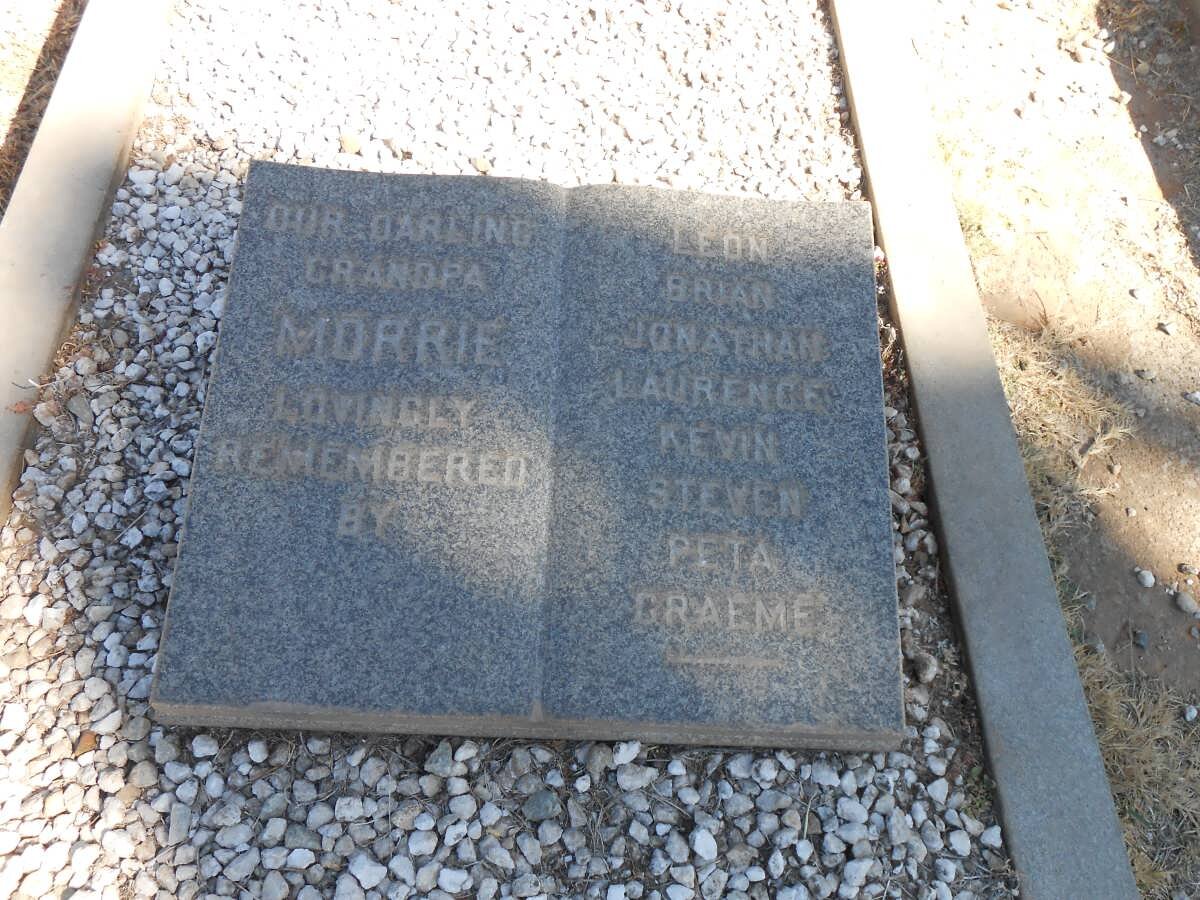 OUR DARLING
GRANDPA
MORRIE
LOVINGLY
REMEMBERED
BY
LEON
BRIAN
JONATHAN
LAURENCE
KEVIN
STEVEN
PETA
GRAEME